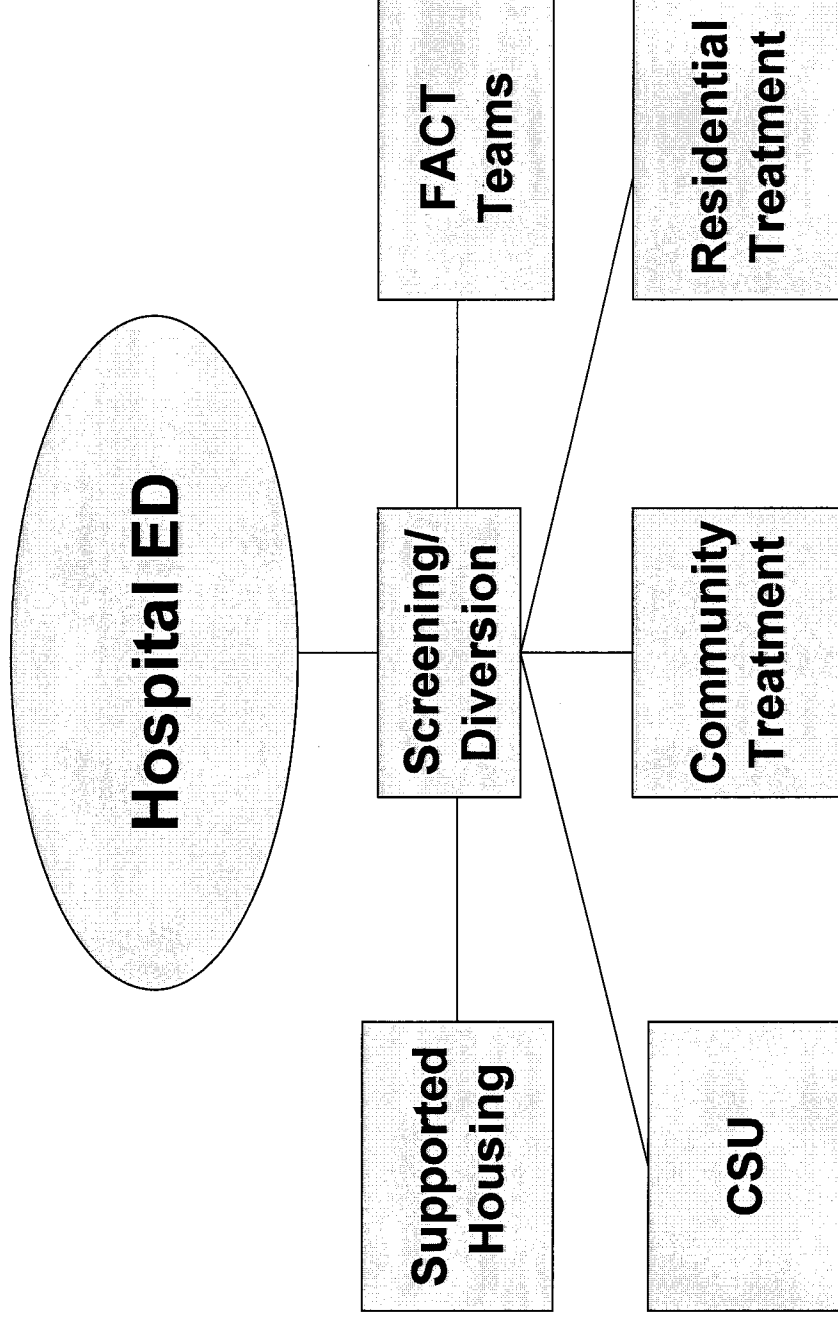 Hospital ED
Supported
Housing
Screening/
Diversion
FACT
Teams
CSU
Community
Treatment
Residential
Treatment